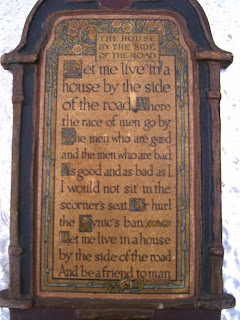 THE HOUSE
BY THE SIDE
OF THE ROAD
Let me live in a
house by the side
of the road, Where
the race of men go by
The men who are good
and the men who are bad,
As good and as bad as I.
I would not sit in the
scorner's seat, Or hurl
the Cynic's ban
Let me live in a house
by the side of the road
And be a friend to man.